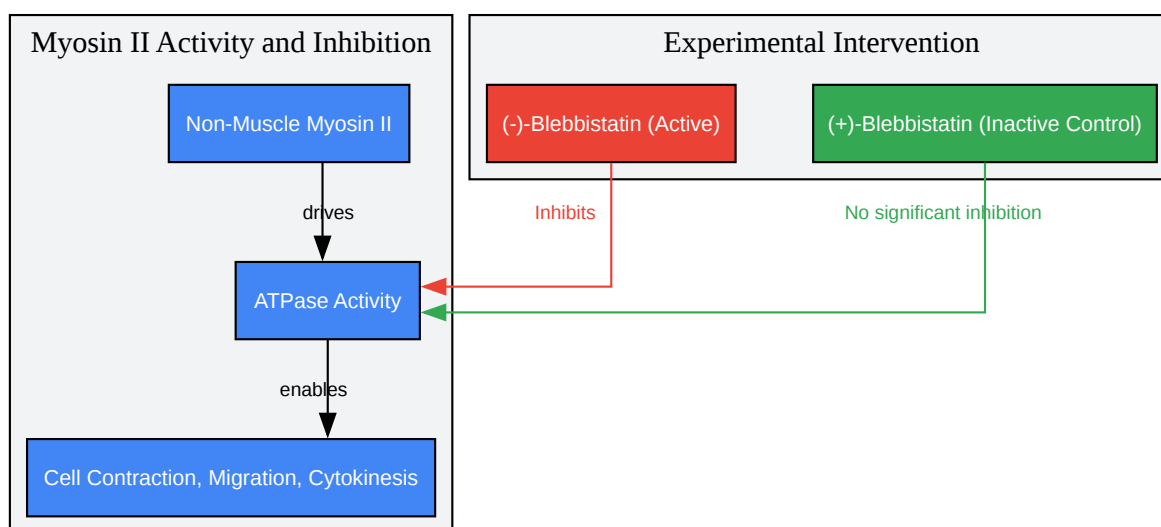 Myosin II Activity and Inhibition
Experimental Intervention
Non-Muscle Myosin II
(-)-Blebbistatin (Active)
(+)-Blebbistatin (Inactive Control)
drives
Inhibits
No significant inhibition
ATPase Activity
enables
Cell Contraction, Migration, Cytokinesis